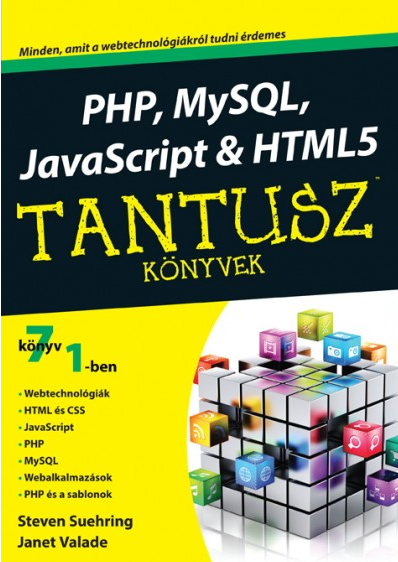 Minden, amit a webtechnológiákról tudni érdemes
PHP, MySQL,
JavaScript & HTML5
TANTUSZ™
KÖNYVEK
7 könyv
1-ben
• Webtechnológiák
• HTML és CSS
• JavaScript
• PHP
• MySQL
• Webalkalmazások
• PHP és a sablonok
Steven Suehring
Janet Valade